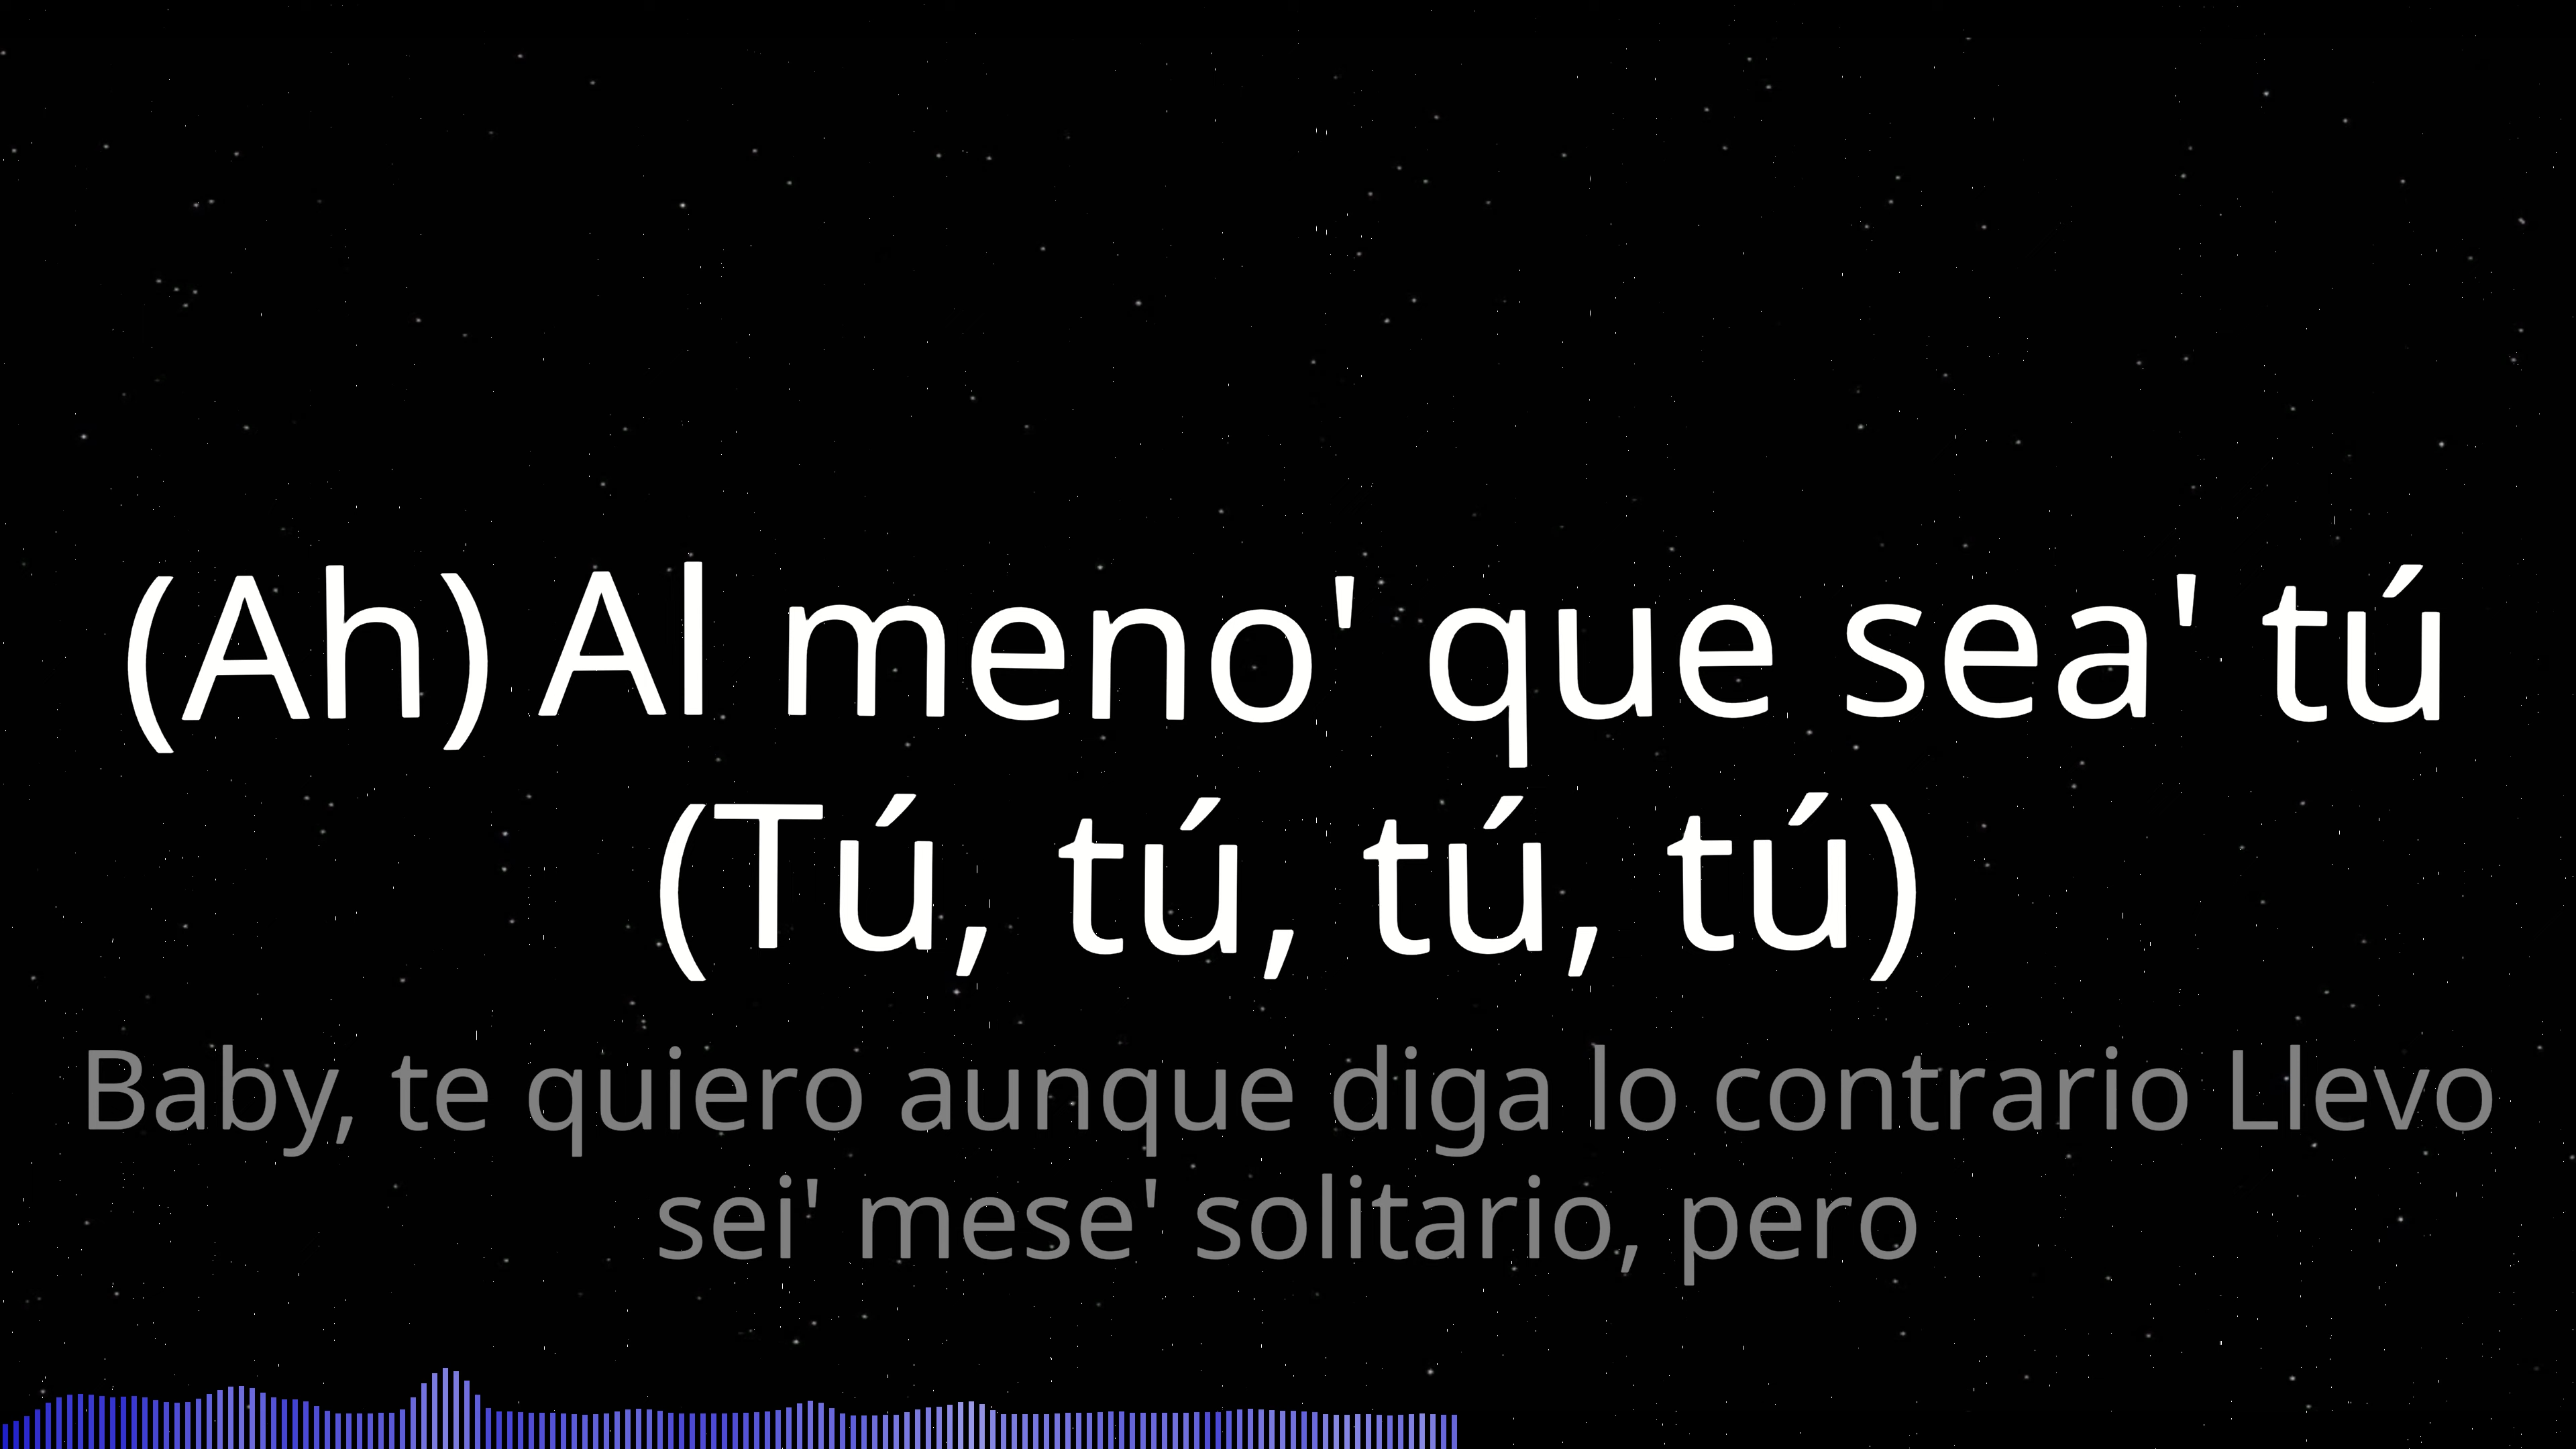 (Ah) Al meno' que sea' tú
(Tú, tú, tú, tú)
Baby, te quiero aunque diga lo contrario Llevo
sei' mese' solitario, pero